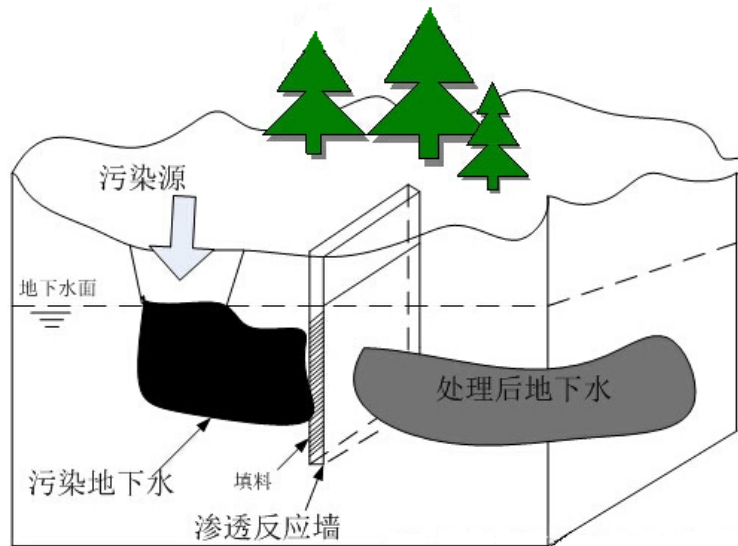 污染源
地下水面
处理后地下水
污染地下水
填料
渗透反应墙